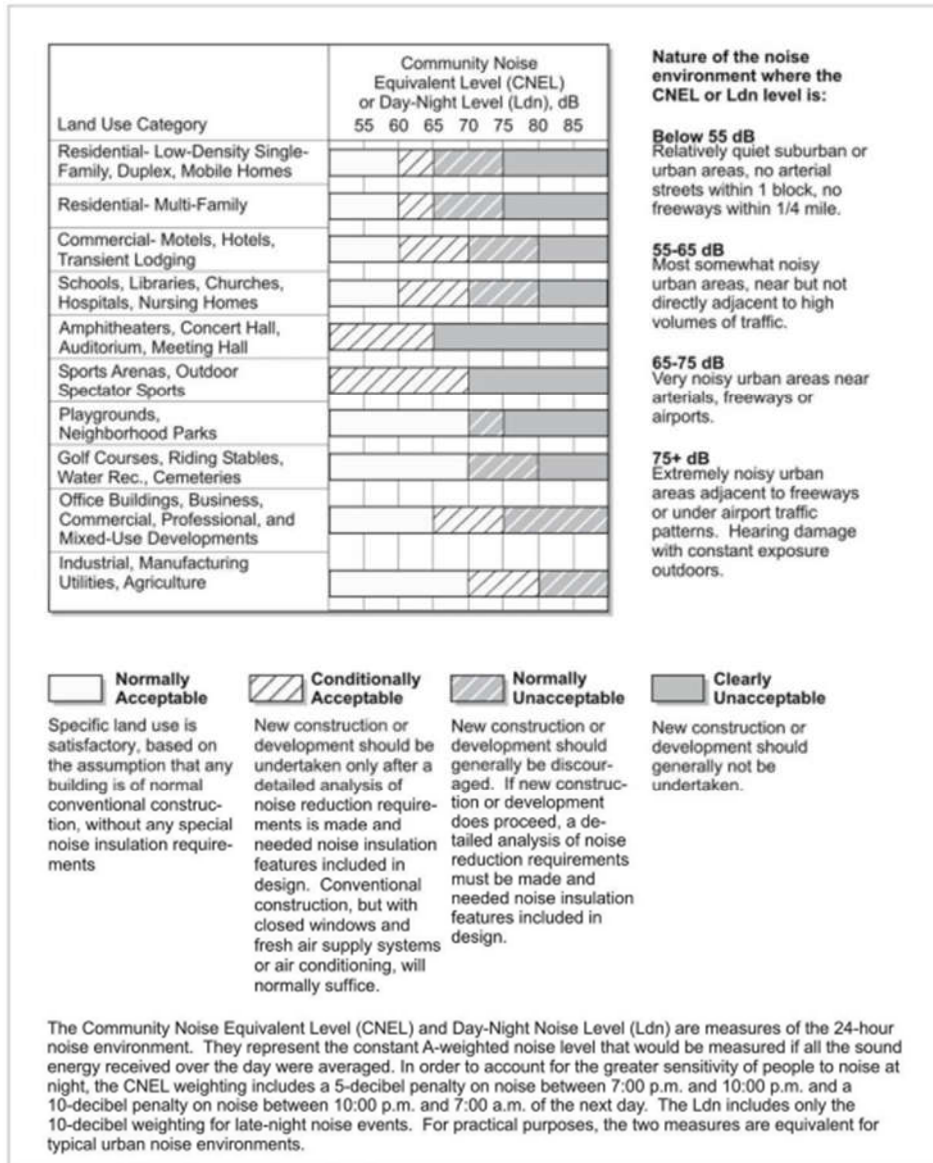 Community Noise
Equivalent Level (CNEL)
or Day-Night Level (Ldn), dB
Land Use Category
55 60 65 70 75 80 85
Residential- Low-Density Single-
Family, Duplex, Mobile Homes
Residential- Multi-Family
Commercial- Motels, Hotels,
Transient Lodging
Schools, Libraries, Churches,
Hospitals, Nursing Homes
Amphitheaters, Concert Hall,
Auditorium, Meeting Hall
Sports Arenas, Outdoor
Spectator Sports
Playgrounds,
Neighborhood Parks
Golf Courses, Riding Stables,
Water Rec., Cemeteries
Office Buildings, Business,
Commercial, Professional, and
Mixed-Use Developments
Industrial, Manufacturing
Utilities, Agriculture
Nature of the noise
environment where the
CNEL or Ldn level is:
Below 55 dB
Relatively quiet suburban or
urban areas, no arterial
streets within 1 block, no
freeways within 1/4 mile.
55-65 dB
Most somewhat noisy
urban areas, near but not
directly adjacent to high
volumes of traffic.
65-75 dB
Very noisy urban areas near
arterials, freeways or
airports.
75+ dB
Extremely noisy urban
areas adjacent to freeways
or under airport traffic
patterns. Hearing damage
with constant exposure
outdoors.
Normally
Acceptable
Specific land use is
satisfactory, based on
the assumption that any
building is of normal
conventional construc-
tion, without any special
noise insulation require-
ments
Conditionally
Acceptable
New construction or
development should be
undertaken only after a
detailed analysis of
noise reduction require-
ments is made and
needed noise insulation
features included in
design. Conventional
construction, but with
closed windows and
fresh air supply systems
or air conditioning, will
normally suffice.
Normally
Unacceptable
New construction or
development should
generally be discour-
aged. If new construc-
tion or development
does proceed, a de-
tailed analysis of noise
reduction requirements
must be made and
needed noise insulation
features included in
design.
Clearly
Unacceptable
New construction or
development should
generally not be
undertaken.
The Community Noise Equivalent Level (CNEL) and Day-Night Noise Level (Ldn) are measures of the 24-hour
noise environment. They represent the constant A-weighted noise level that would be measured if all the sound
energy received over the day were averaged. In order to account for the greater sensitivity of people to noise at
night, the CNEL weighting includes a 5-decibel penalty on noise between 7:00 p.m. and 10:00 p.m. and a
10-decibel penalty on noise between 10:00 p.m. and 7:00 a.m. of the next day. The Ldn includes only the
10-decibel weighting for late-night noise events. For practical purposes, the two measures are equivalent for
typical urban noise environments.